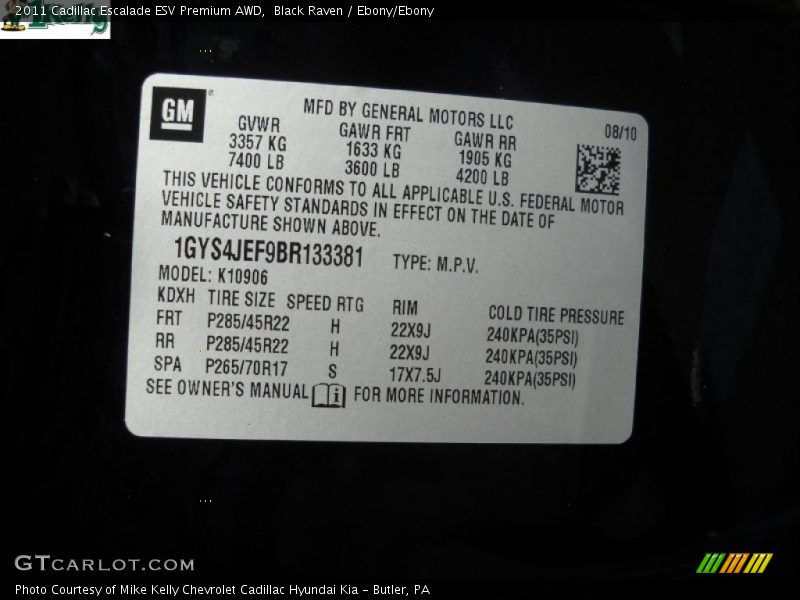 2011 Cadillac Escalade ESV Premium AWD, Black Raven / Ebony/Ebony
GM
MFD BY GENERAL MOTORS LLC
08/10
GVWR GAWR FRT GAWR RR
3357 KG 1633 KG 1905 KG
7400 LB 3600 LB 4200 LB
THIS VEHICLE CONFORMS TO ALL APPLICABLE U.S. FEDERAL MOTOR
VEHICLE SAFETY STANDARDS IN EFFECT ON THE DATE OF
MANUFACTURE SHOWN ABOVE.
1GYS4JEF9BR133381 TYPE: M.P.V.
MODEL: K10906
KDXH TIRE SIZE SPEED RTG RIM COLD TIRE PRESSURE
FRT P285/45R22 H 22X9J 240KPA(35PSI)
RR P285/45R22 H 22X9J 240KPA(35PSI)
SPA P265/70R17 S 17X7.5J 240KPA(35PSI)
SEE OWNER'S MANUAL i FOR MORE INFORMATION.
GTCARLOT.COM
Photo Courtesy of Mike Kelly Chevrolet Cadillac Hyundai Kia - Butler, PA